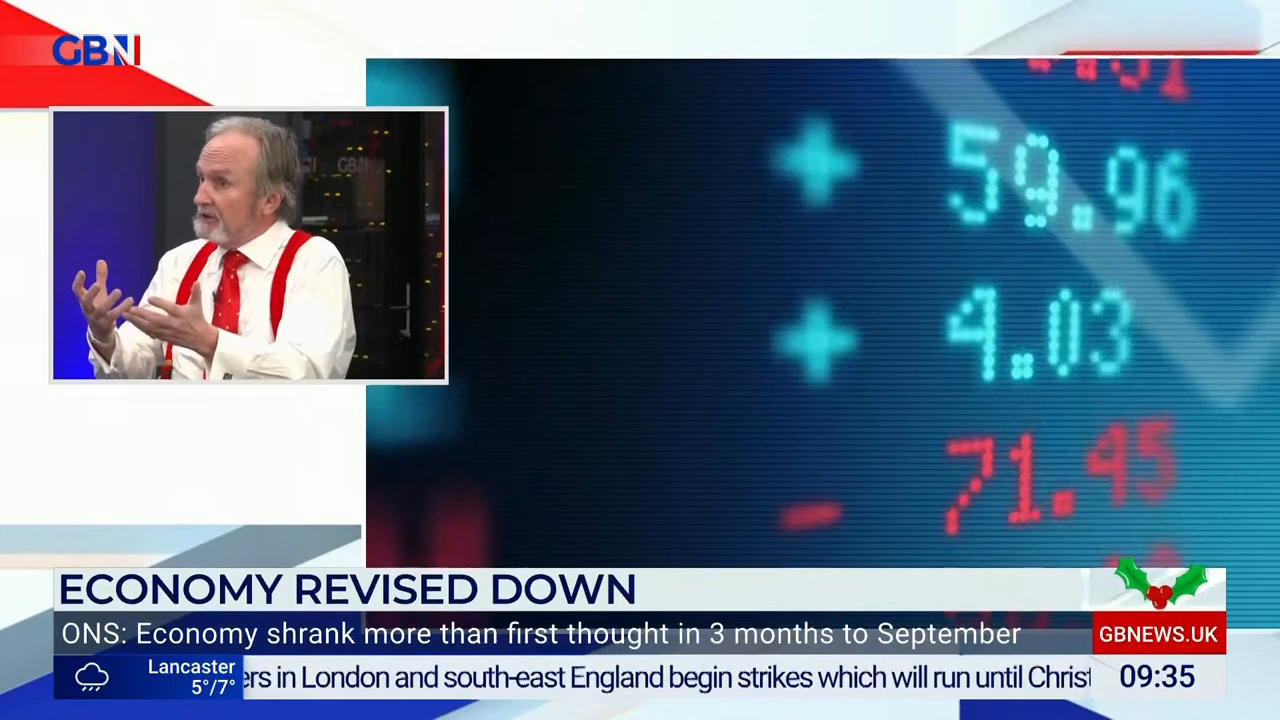 GBN
GBN
59.96
4.03
71.45
ECONOMY REVISED DOWN
ONS: Economy shrank more than first thought in 3 months to September
GBNEWS.UK
Lancaster
5°/7°
ers in London and south-east England begin strikes which will run until Christ
09:35